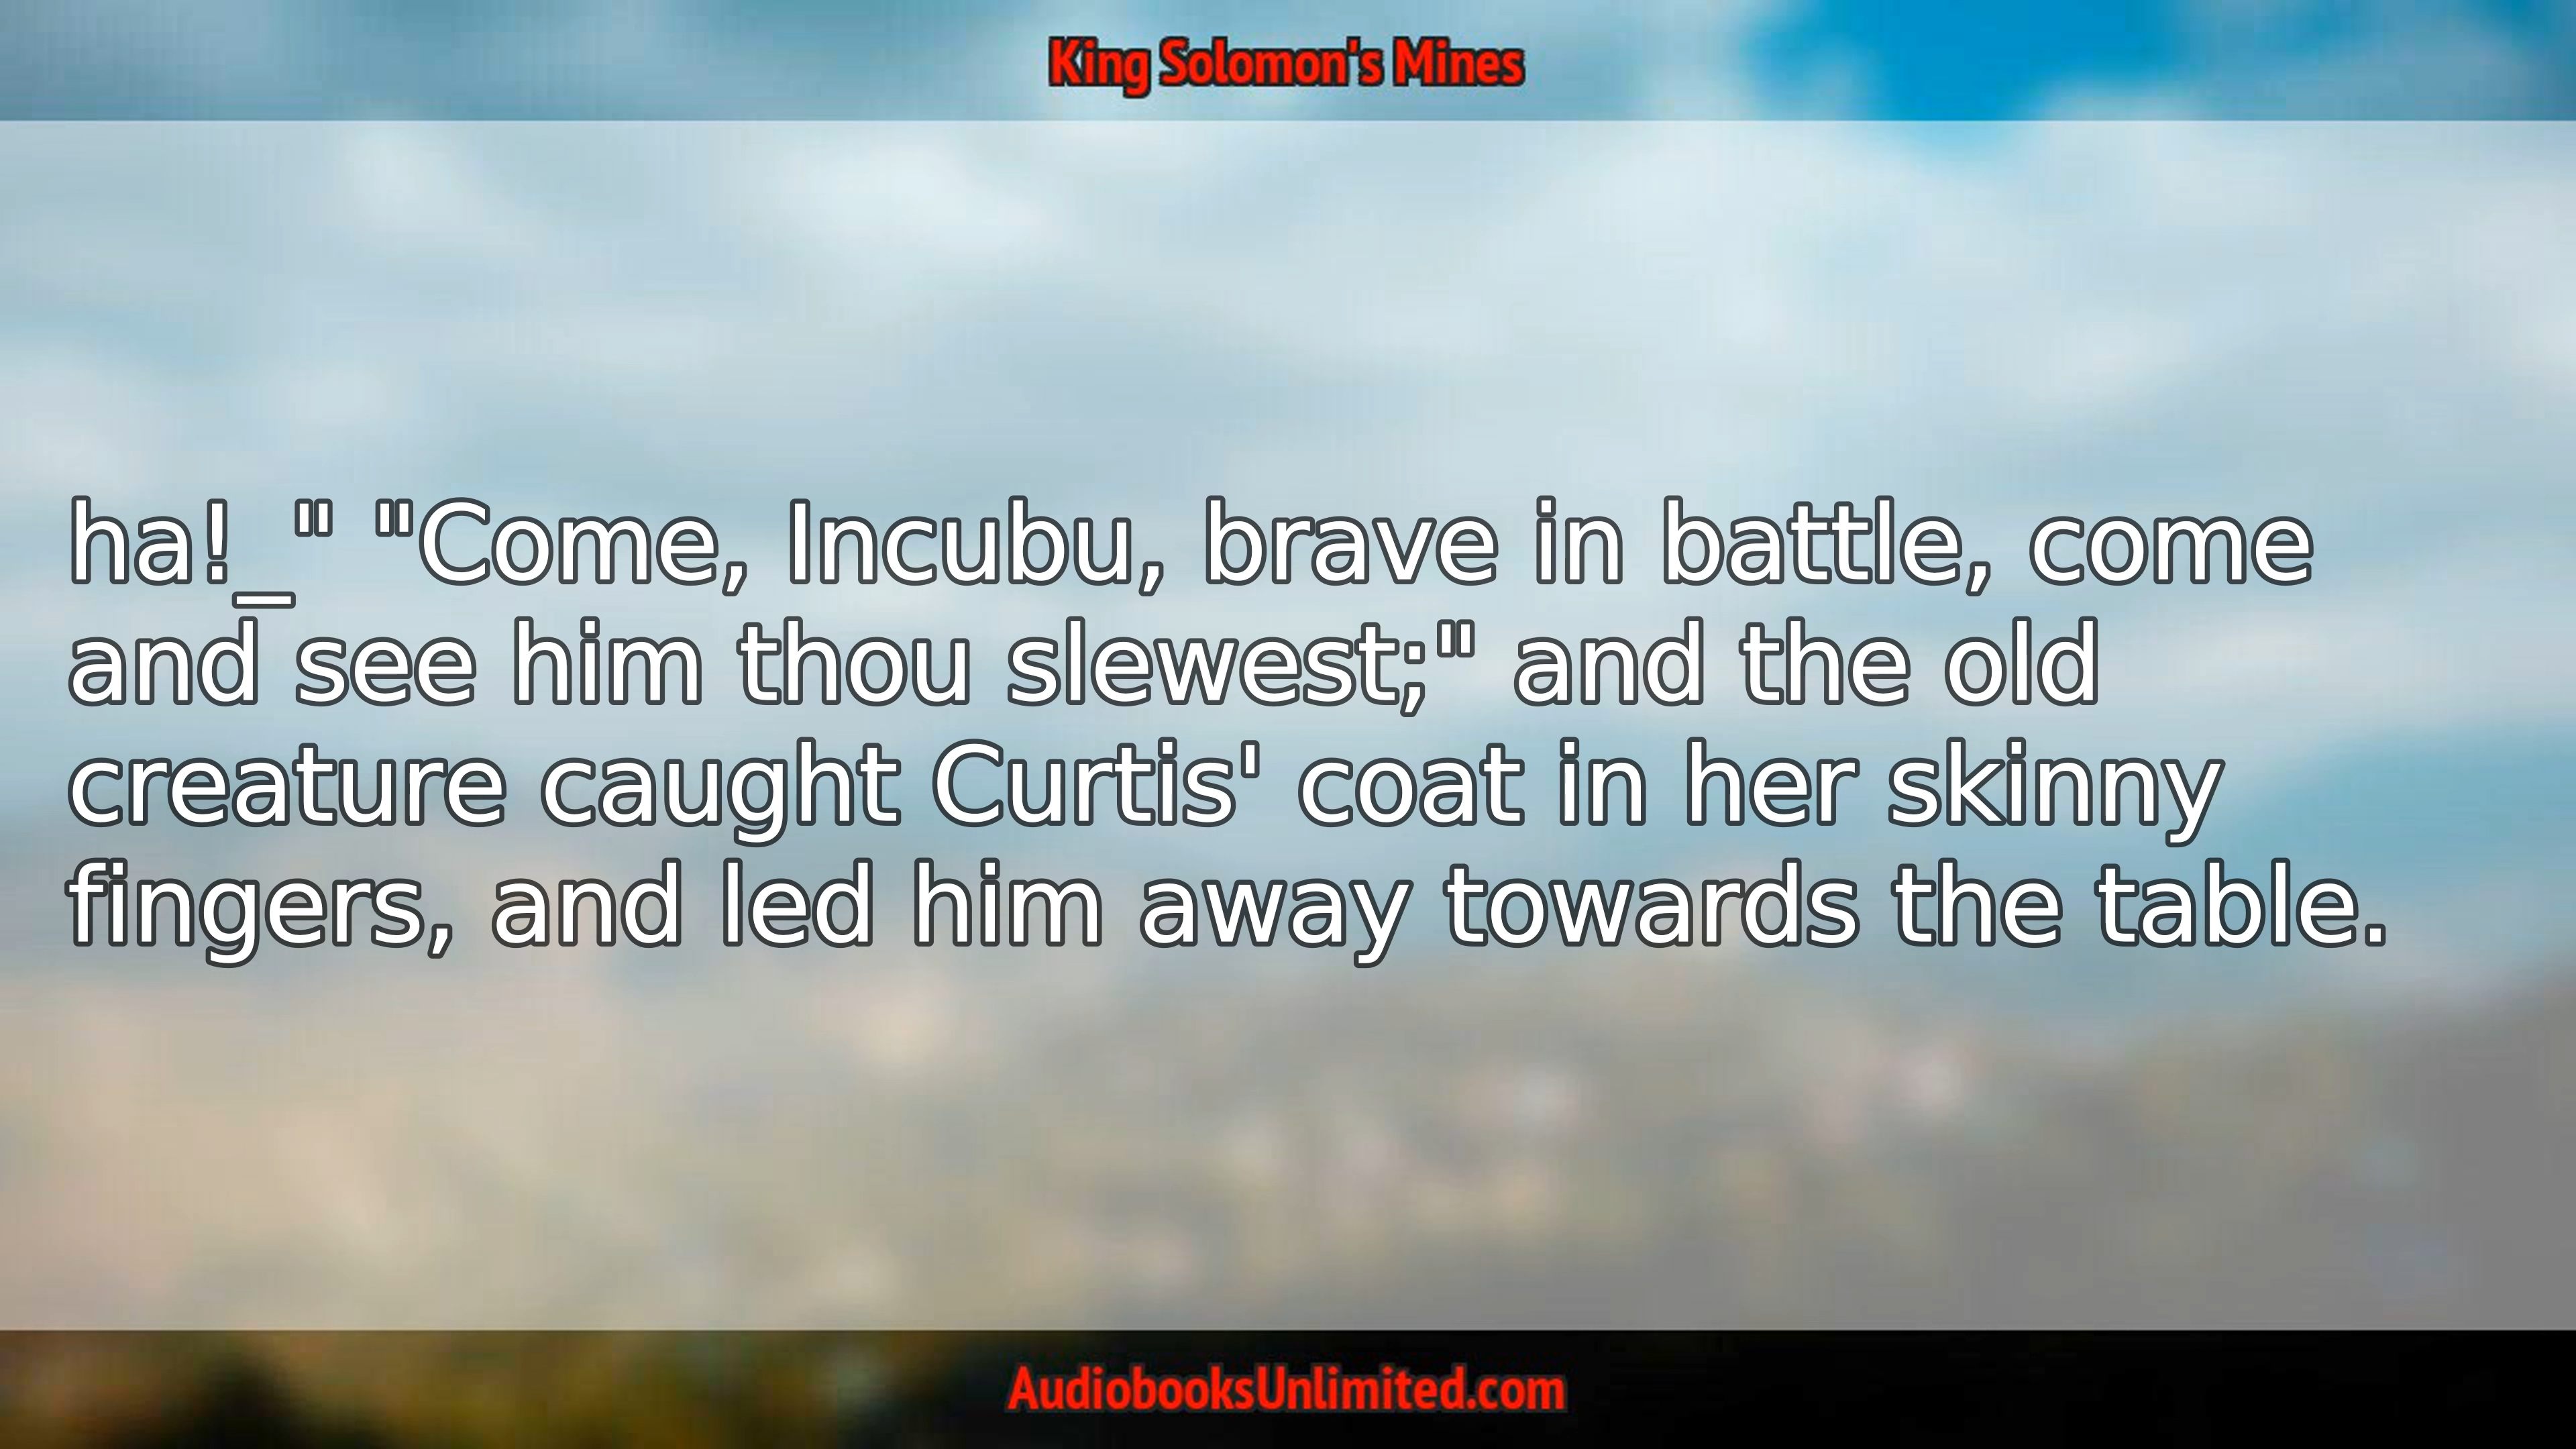 King Solomon's Mines
ha!_" "Come, Incubu, brave in battle, come
and see him thou slewest;" and the old
creature caught Curtis' coat in her skinny
fingers, and led him away towards the table.
AudiobooksUnlimited.com